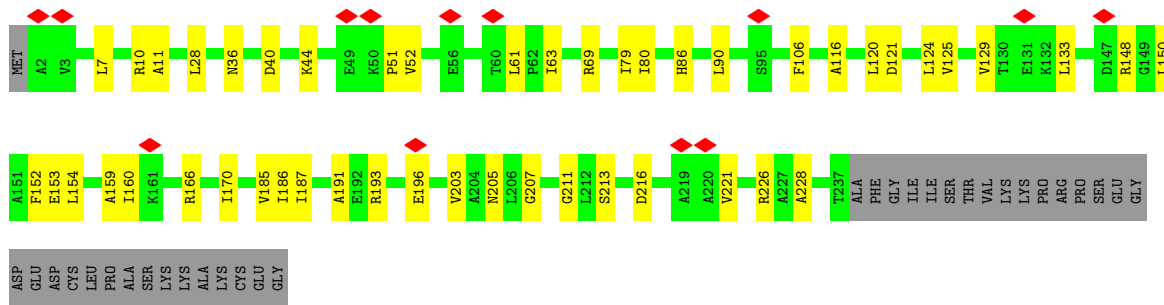 MET A2 V3 L7 R10 A11 L28 N36 D40 K44 E49 K50 P51 V52 E56 T60 L61 P62 I63 R69 I79 I80 H86 L90 S95 F106 A116 L120 D121 L124 V125 V129 T130 E131 K132 L133 D147 R148 G149 L150
A151 F152 E153 L154 A159 I160 K161 R166 I170 V185 I186 I187 A191 E192 R193 E196 V203 A204 N205 L206 G207 G211 L212 S213 D216 A219 A220 V221 R226 A227 A228 T237 ALA PHE GLY ILE ILE SER THR VAL LYS LYS PRO ARG PRO SER GLU GLY
ASP GLU ASP CYS LEU PRO ALA SER LYS LYS ALA LYS CYS GLU GLY